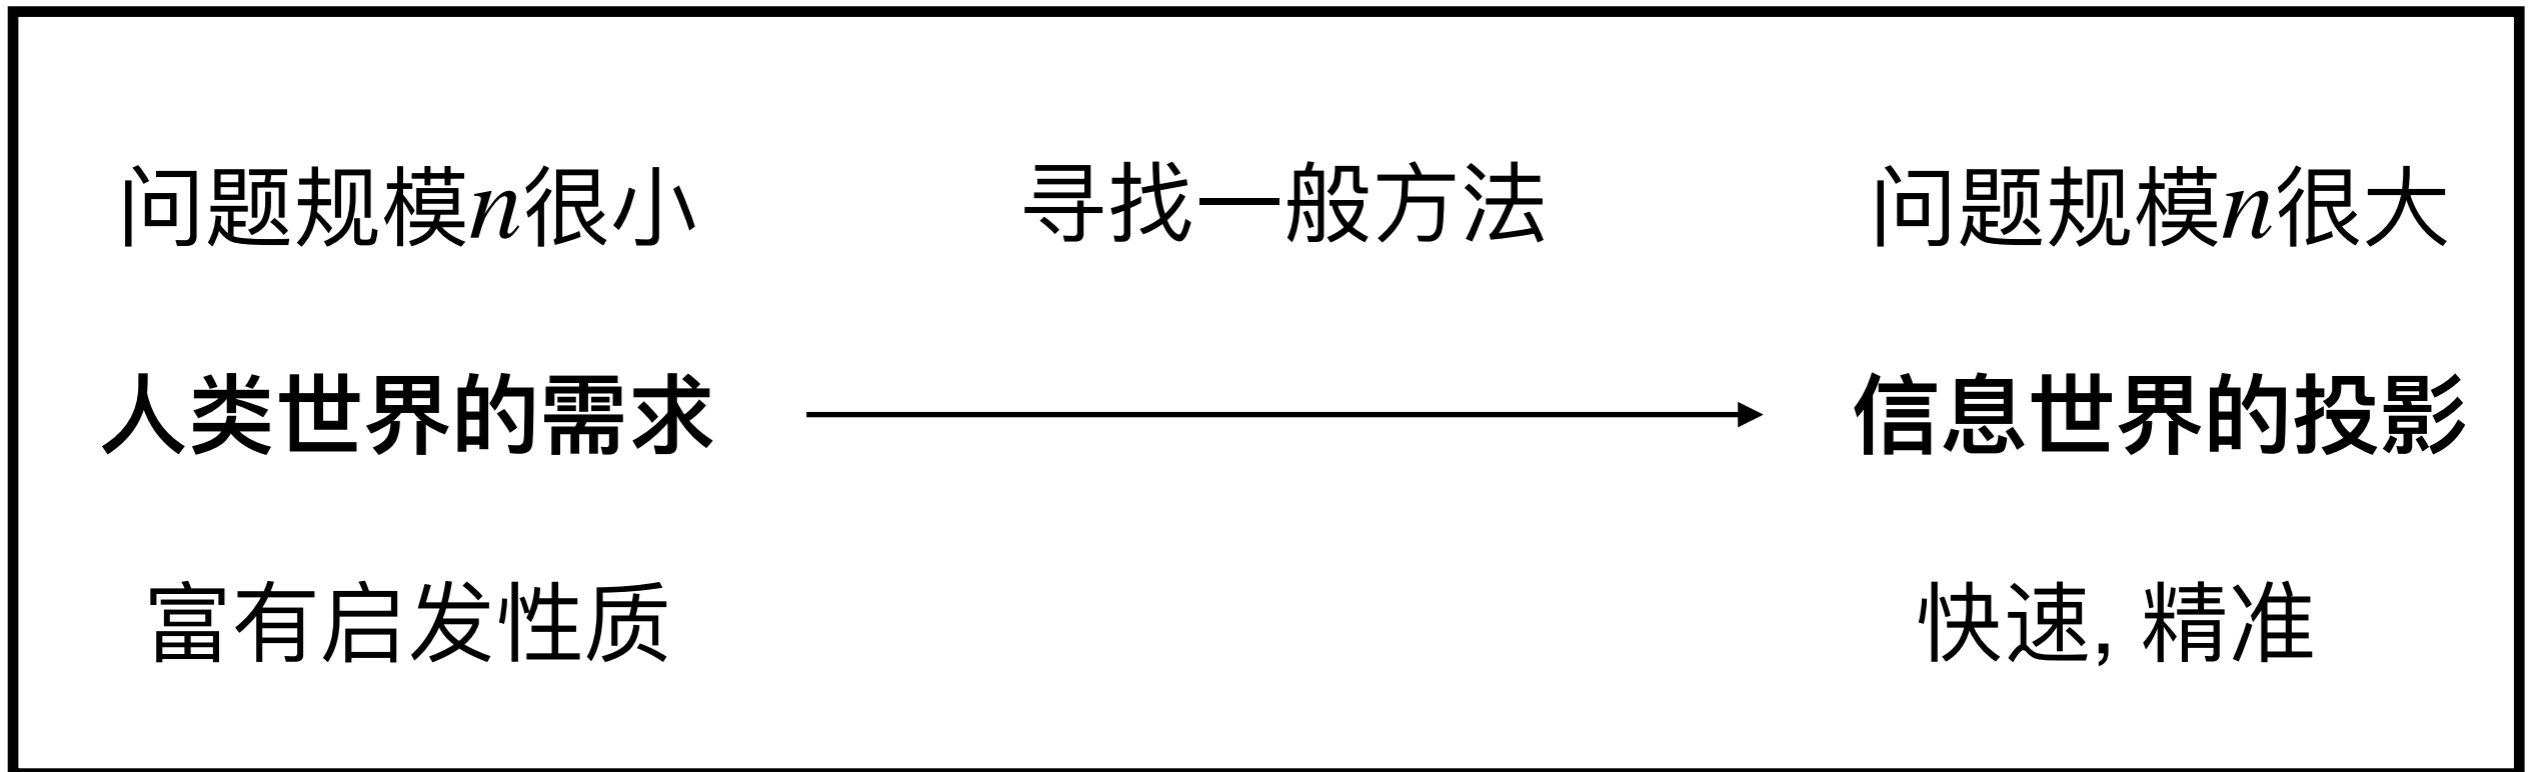 问题规模n很小
寻找一般方法
问题规模n很大
人类世界的需求
信息世界的投影
富有启发性质
快速, 精准